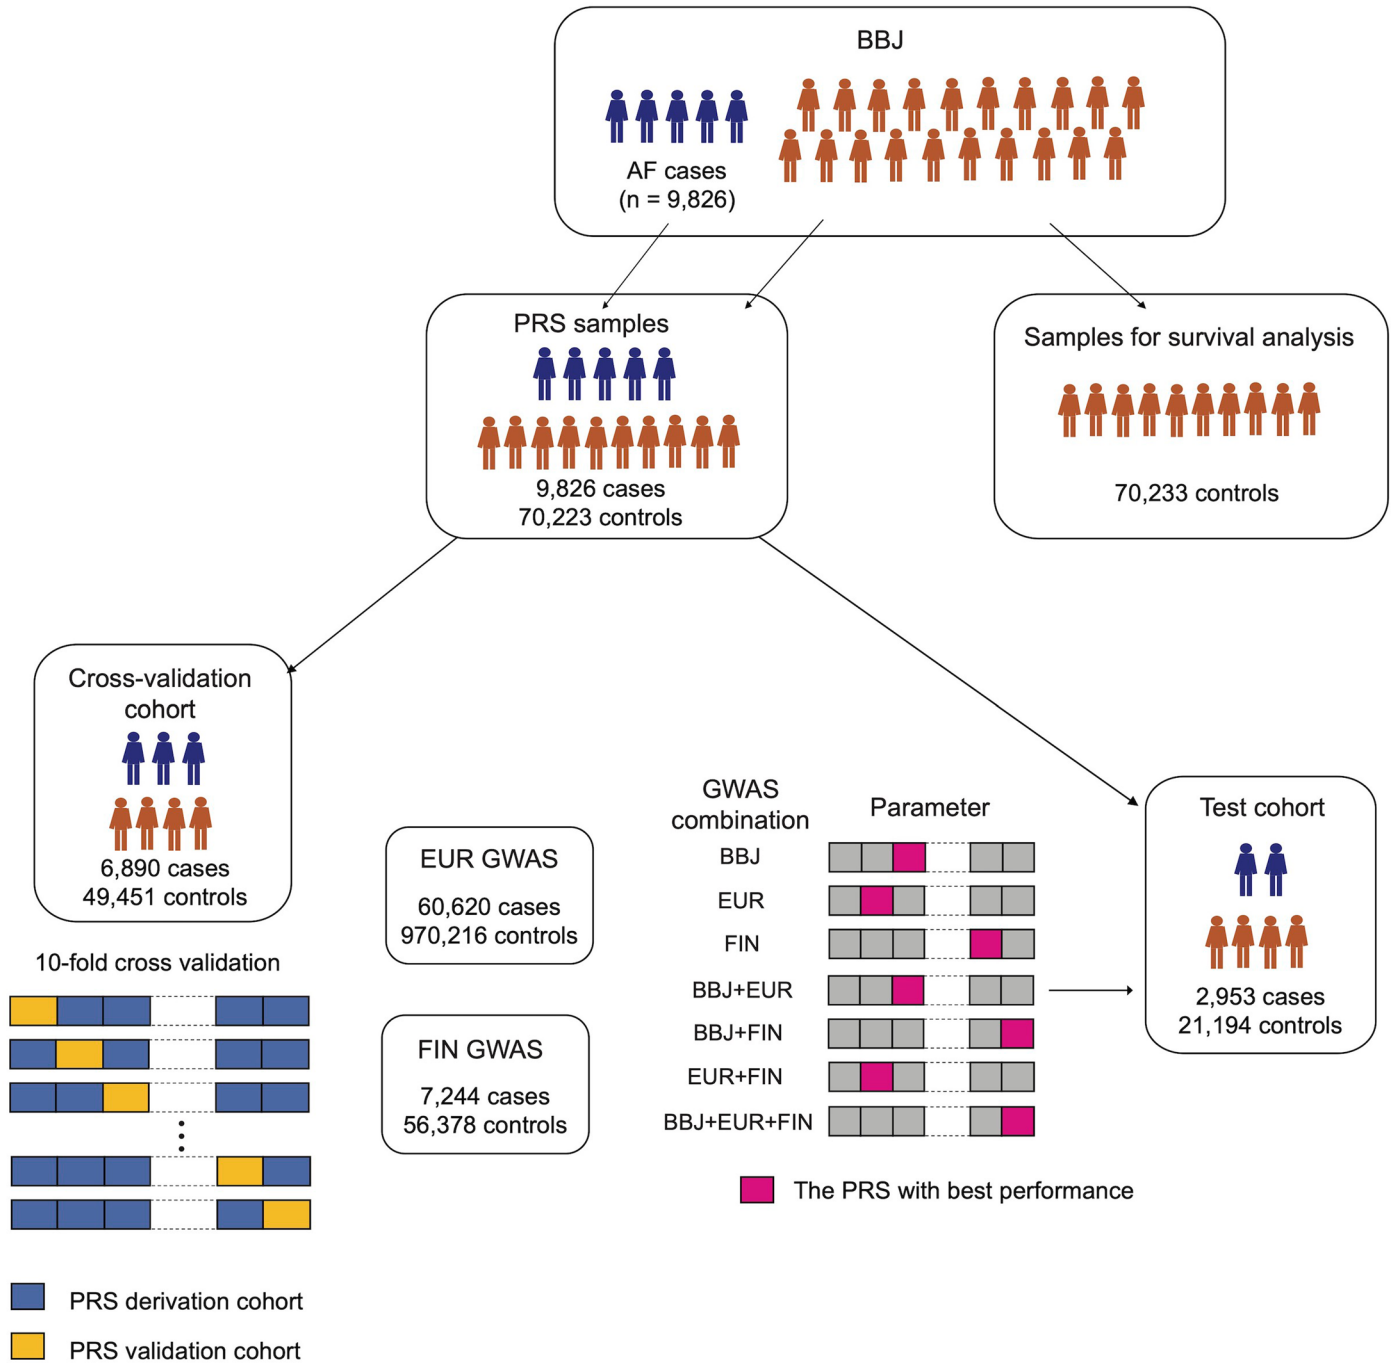 BBJ
AF cases
(n = 9,826)
PRS samples
9,826 cases
70,223 controls
Samples for survival analysis
70,233 controls
Cross-validation
cohort
6,890 cases
49,451 controls
10-fold cross validation
PRS derivation cohort
PRS validation cohort
EUR GWAS
60,620 cases
970,216 controls
FIN GWAS
7,244 cases
56,378 controls
GWAS
combination
Parameter
BBJ
EUR
FIN
BBJ+EUR
BBJ+FIN
EUR+FIN
BBJ+EUR+FIN
The PRS with best performance
Test cohort
2,953 cases
21,194 controls